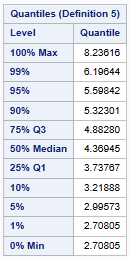 Quantiles (Definition 5)
Level Quantile
100% Max 8.23616
99% 6.19644
95% 5.59842
90% 5.32301
75% Q3 4.88280
50% Median 4.36945
25% Q1 3.73767
10% 3.21888
5% 2.99573
1% 2.70805
0% Min 2.70805